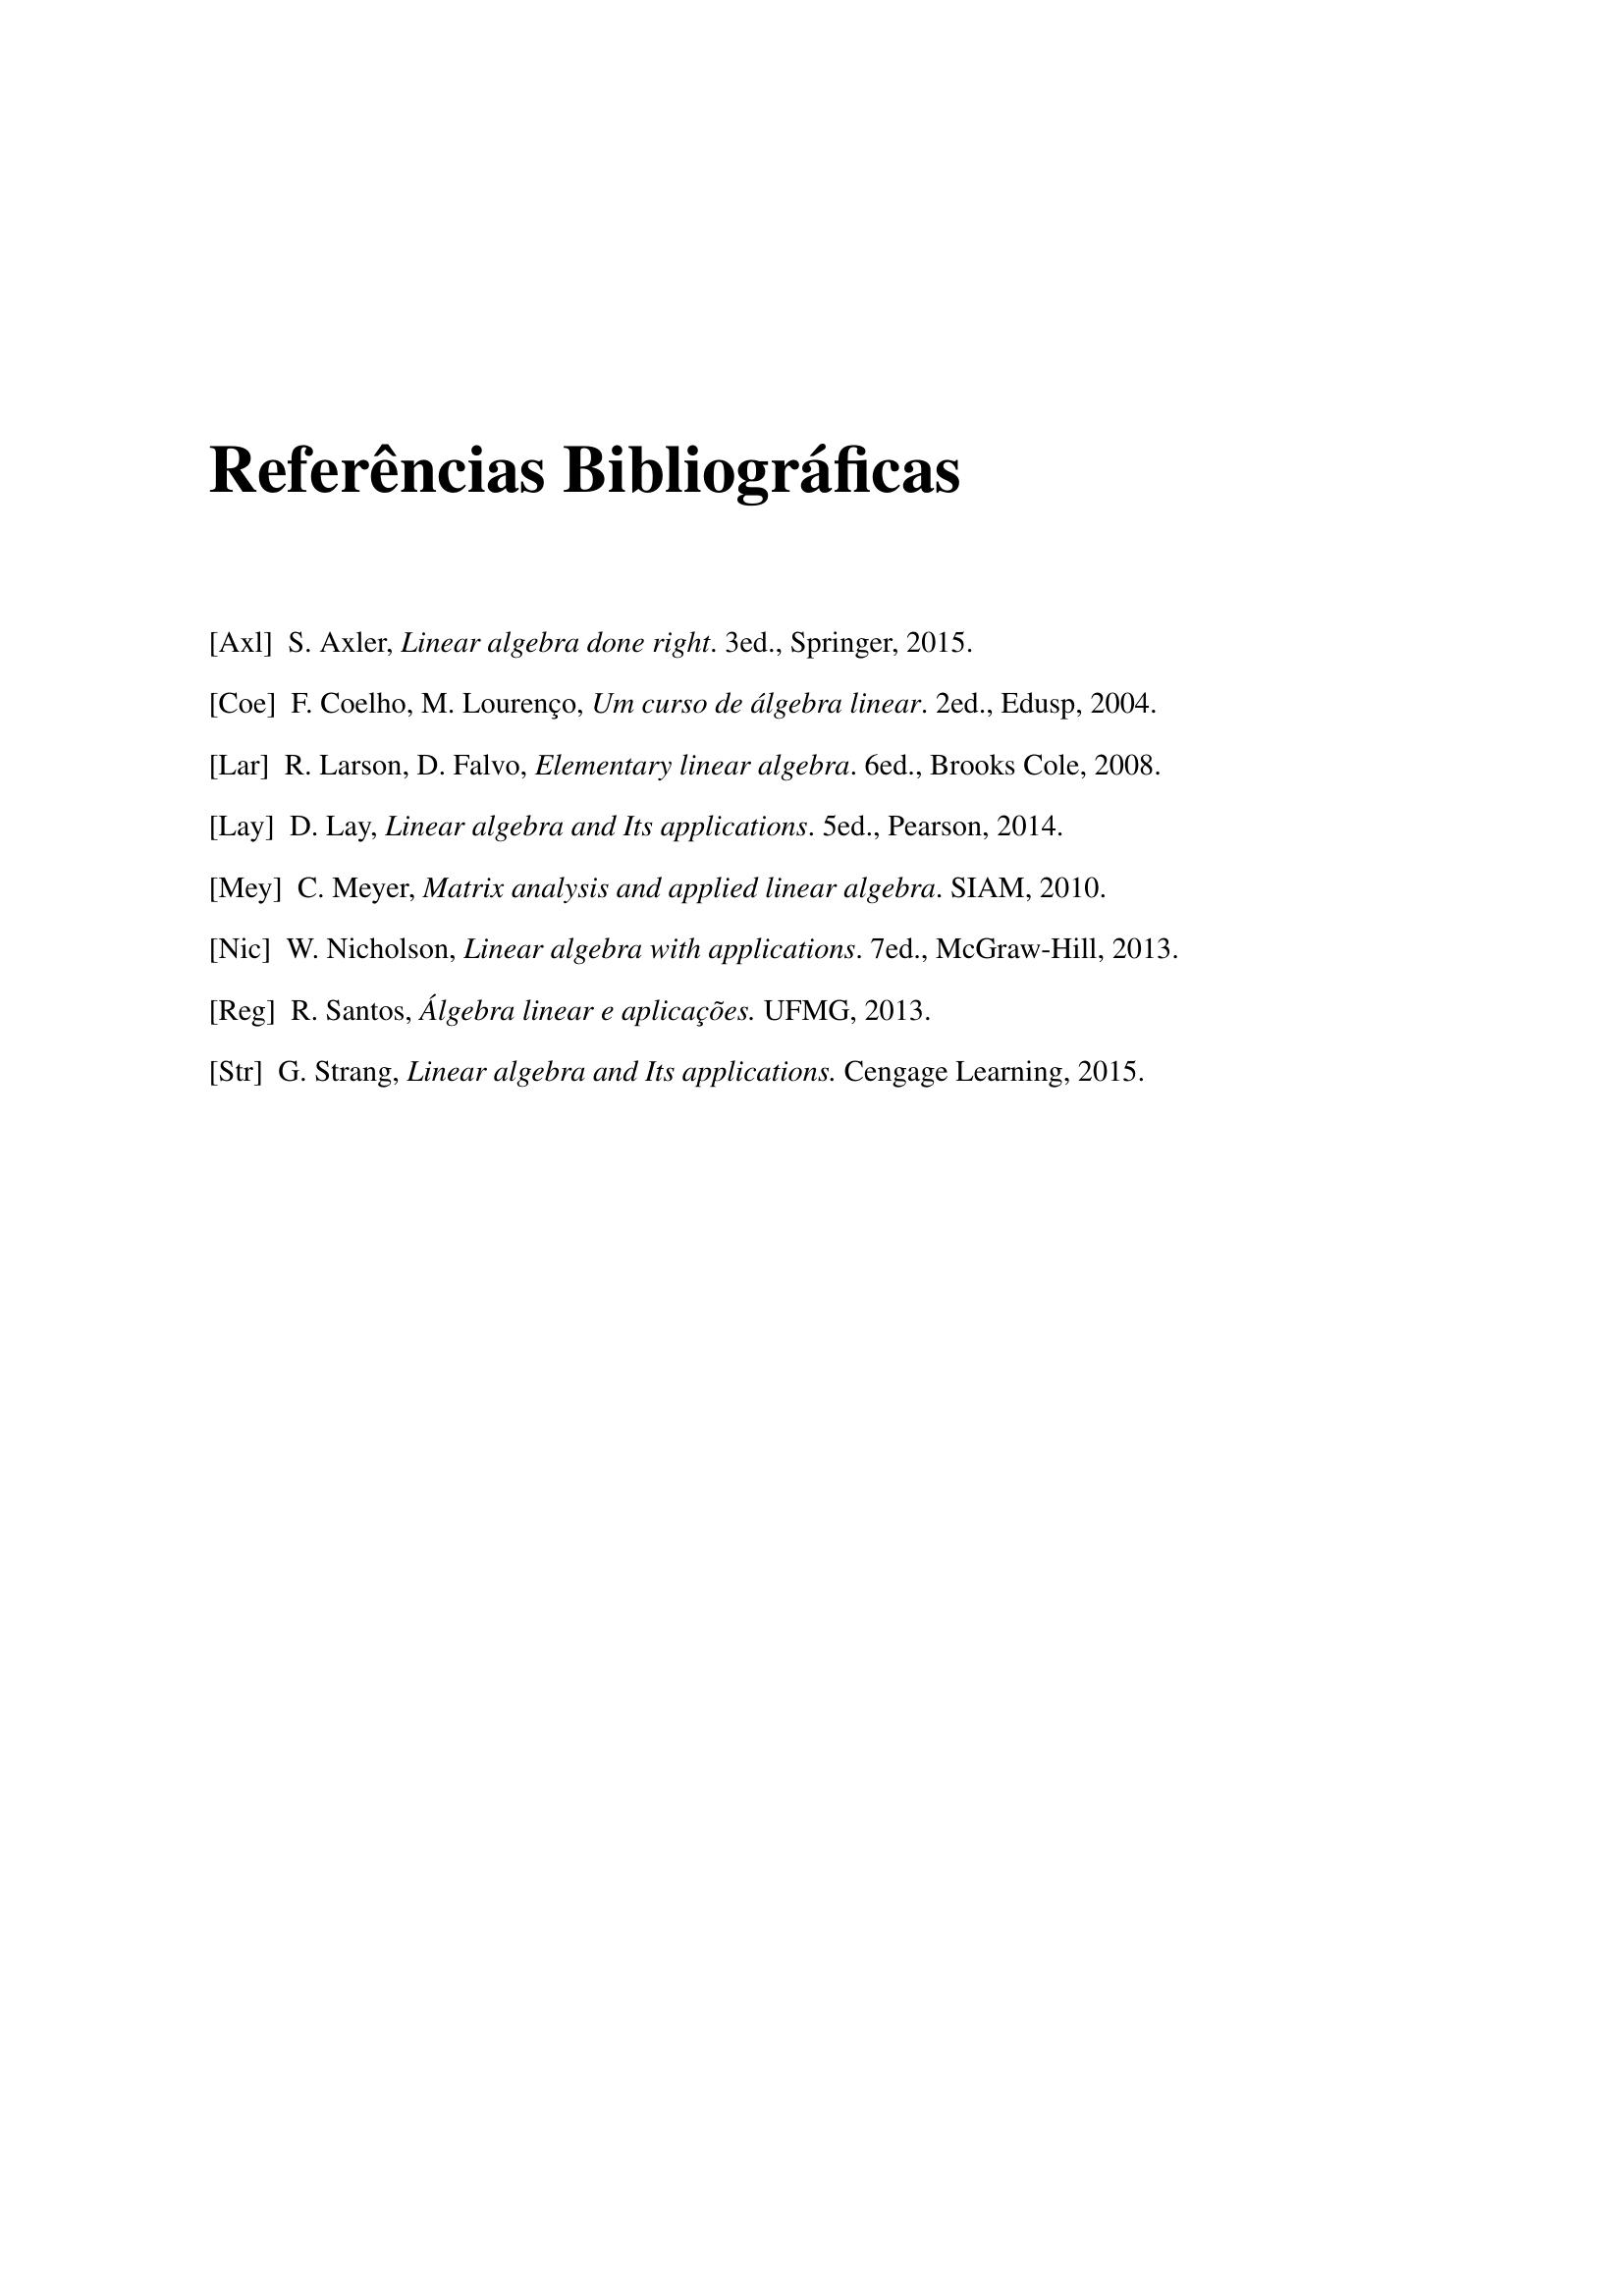 Referências Bibliográficas
[Axl] S. Axler, Linear algebra done right. 3ed., Springer, 2015.
[Coe] F. Coelho, M. Lourenço, Um curso de álgebra linear. 2ed., Edusp, 2004.
[Lar] R. Larson, D. Falvo, Elementary linear algebra. 6ed., Brooks Cole, 2008.
[Lay] D. Lay, Linear algebra and Its applications. 5ed., Pearson, 2014.
[Mey] C. Meyer, Matrix analysis and applied linear algebra. SIAM, 2010.
[Nic] W. Nicholson, Linear algebra with applications. 7ed., McGraw-Hill, 2013.
[Reg] R. Santos, Álgebra linear e aplicações. UFMG, 2013.
[Str] G. Strang, Linear algebra and Its applications. Cengage Learning, 2015.